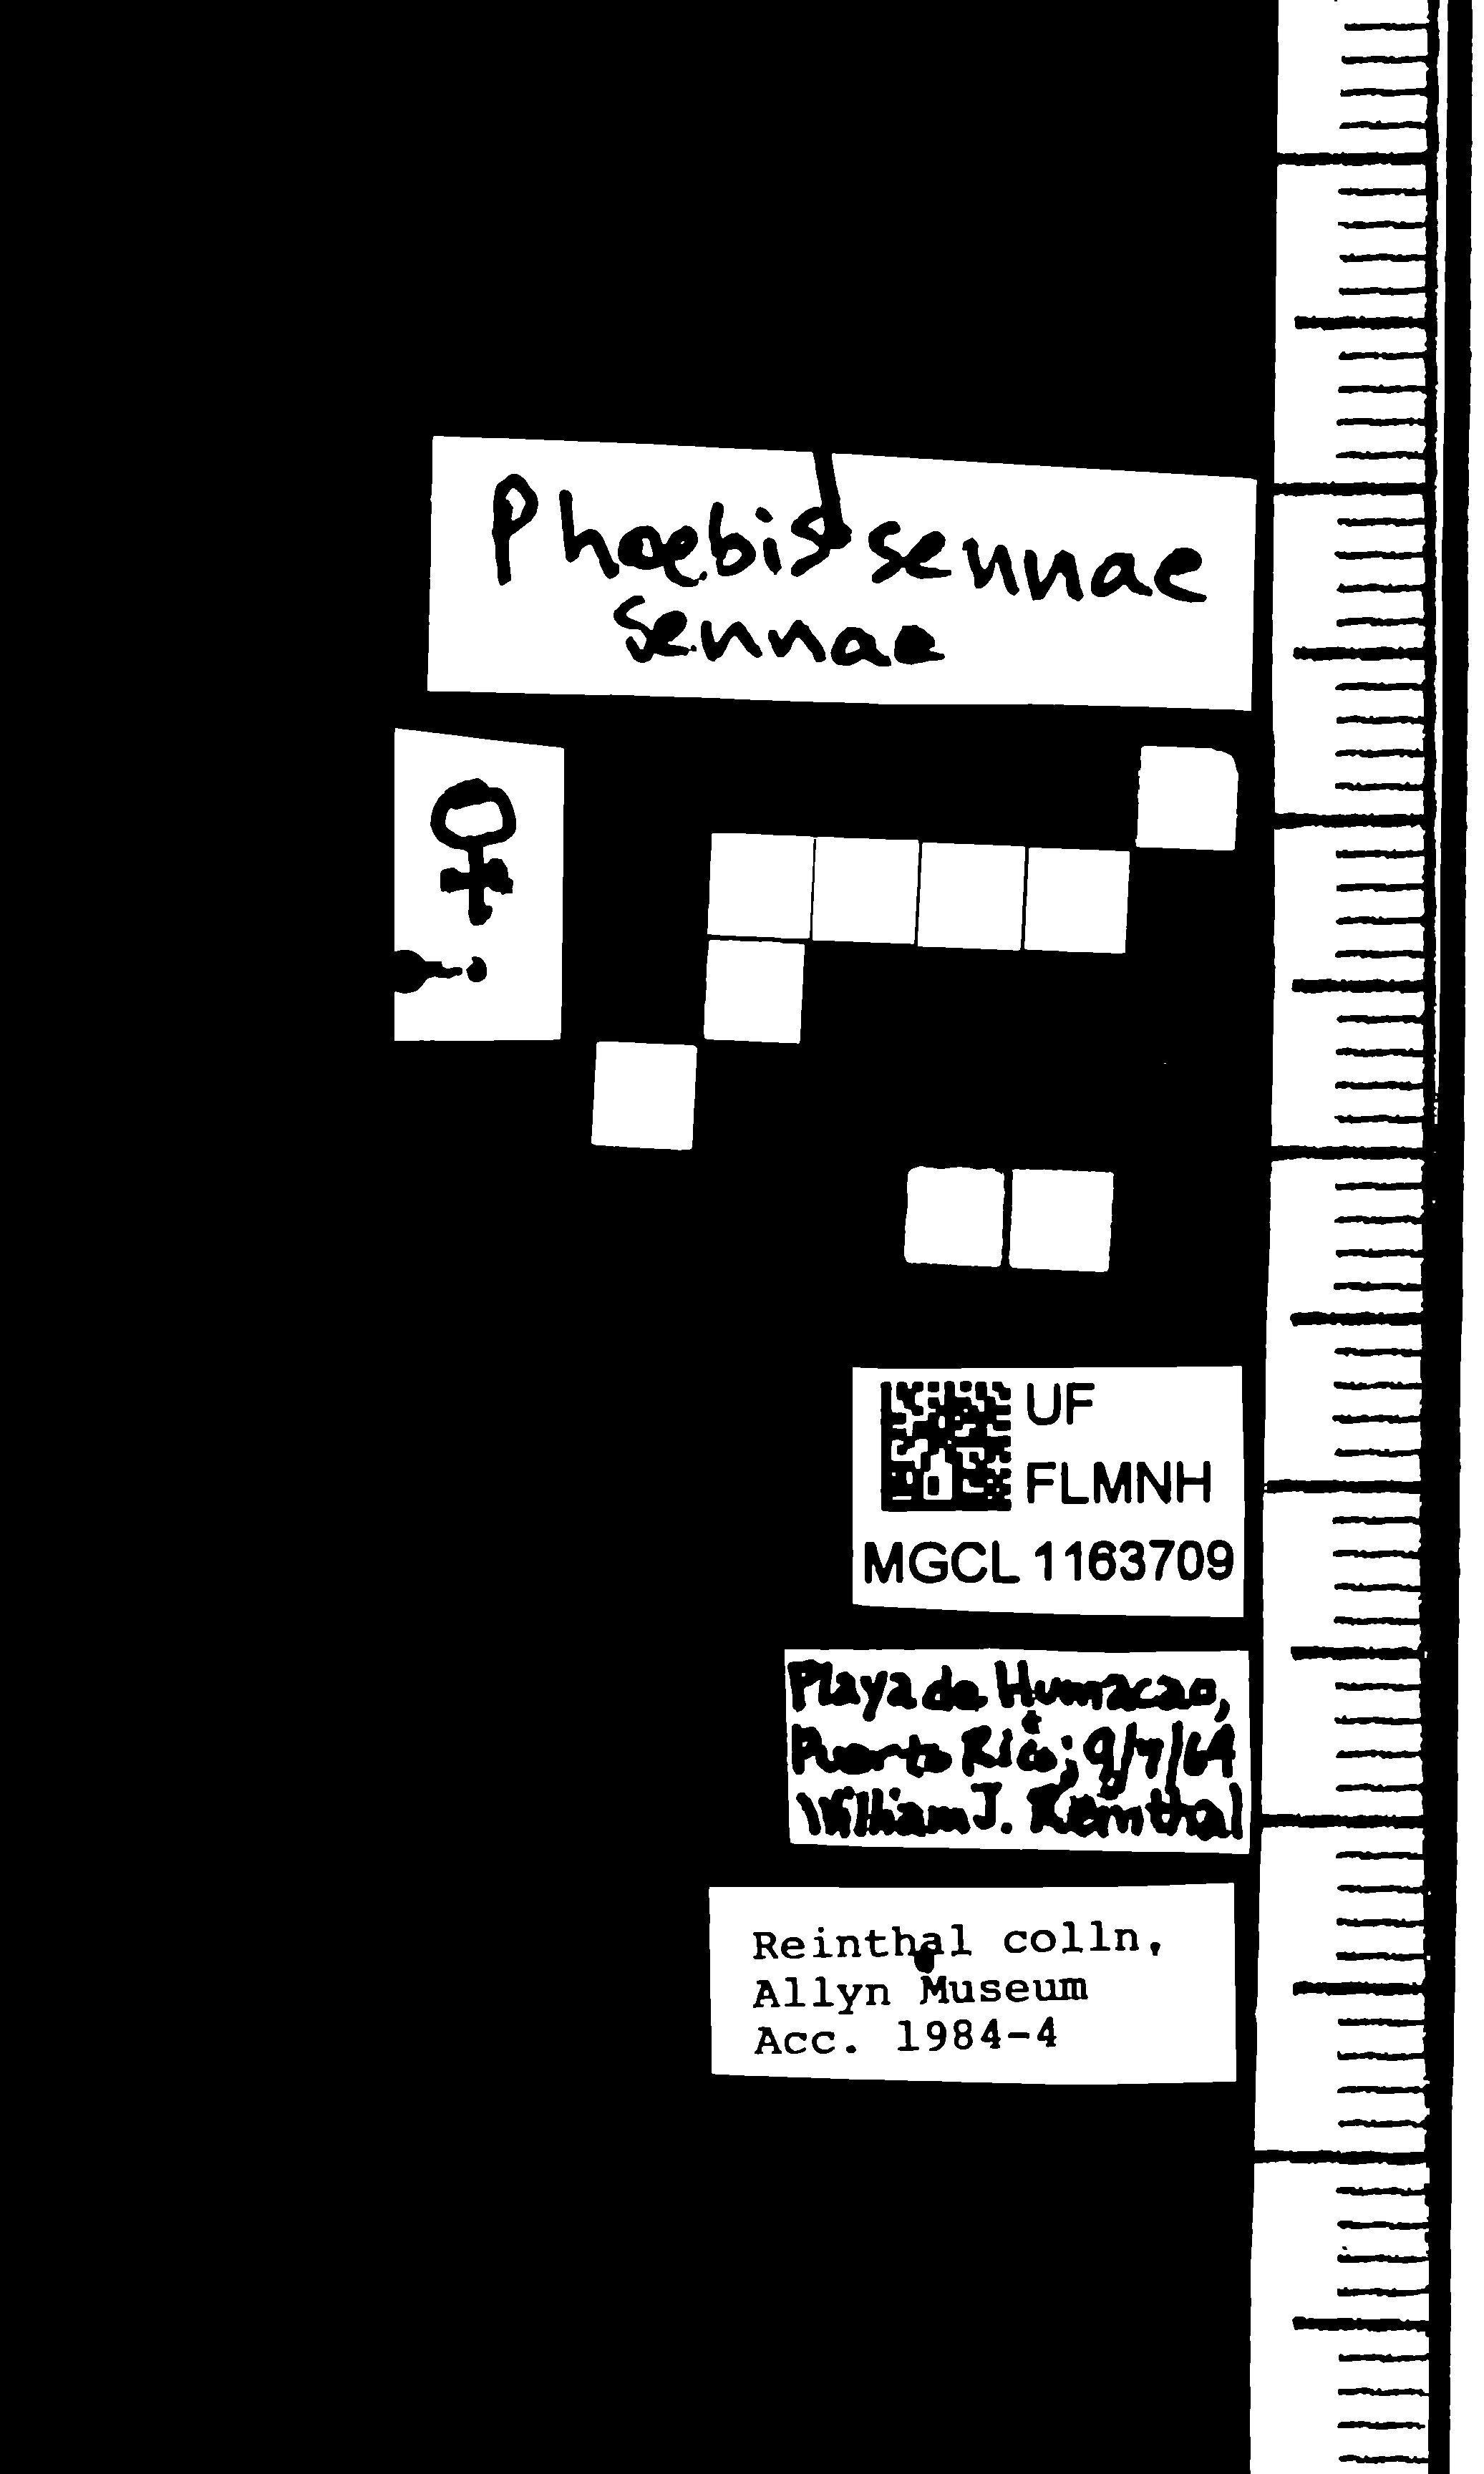 Phoebis sennae
sennae
♀
UF
FLMNH
MGCL 1163709
Playa de Humacao,
Puerto Rico; 9/7/64
William J. Reinthal
Reinthal colln.
Allyn Museum
Acc. 1984-4